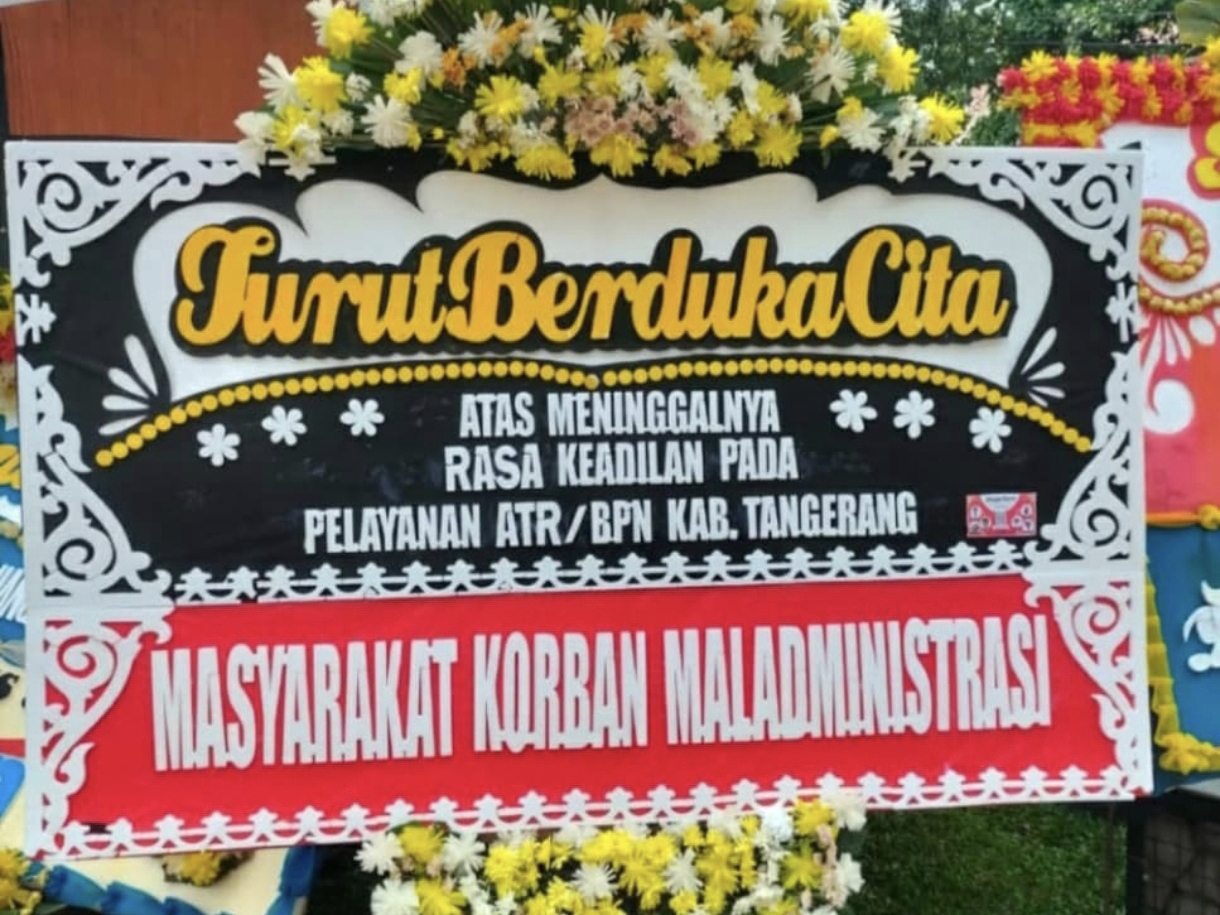 Turut Berduka Cita
ATAS MENINGGALNYA
RASA KEADILAN PADA
PELAYANAN ATR/BPN KAB. TANGERANG
MASYARAKAT KORBAN MALADMINISTRASI